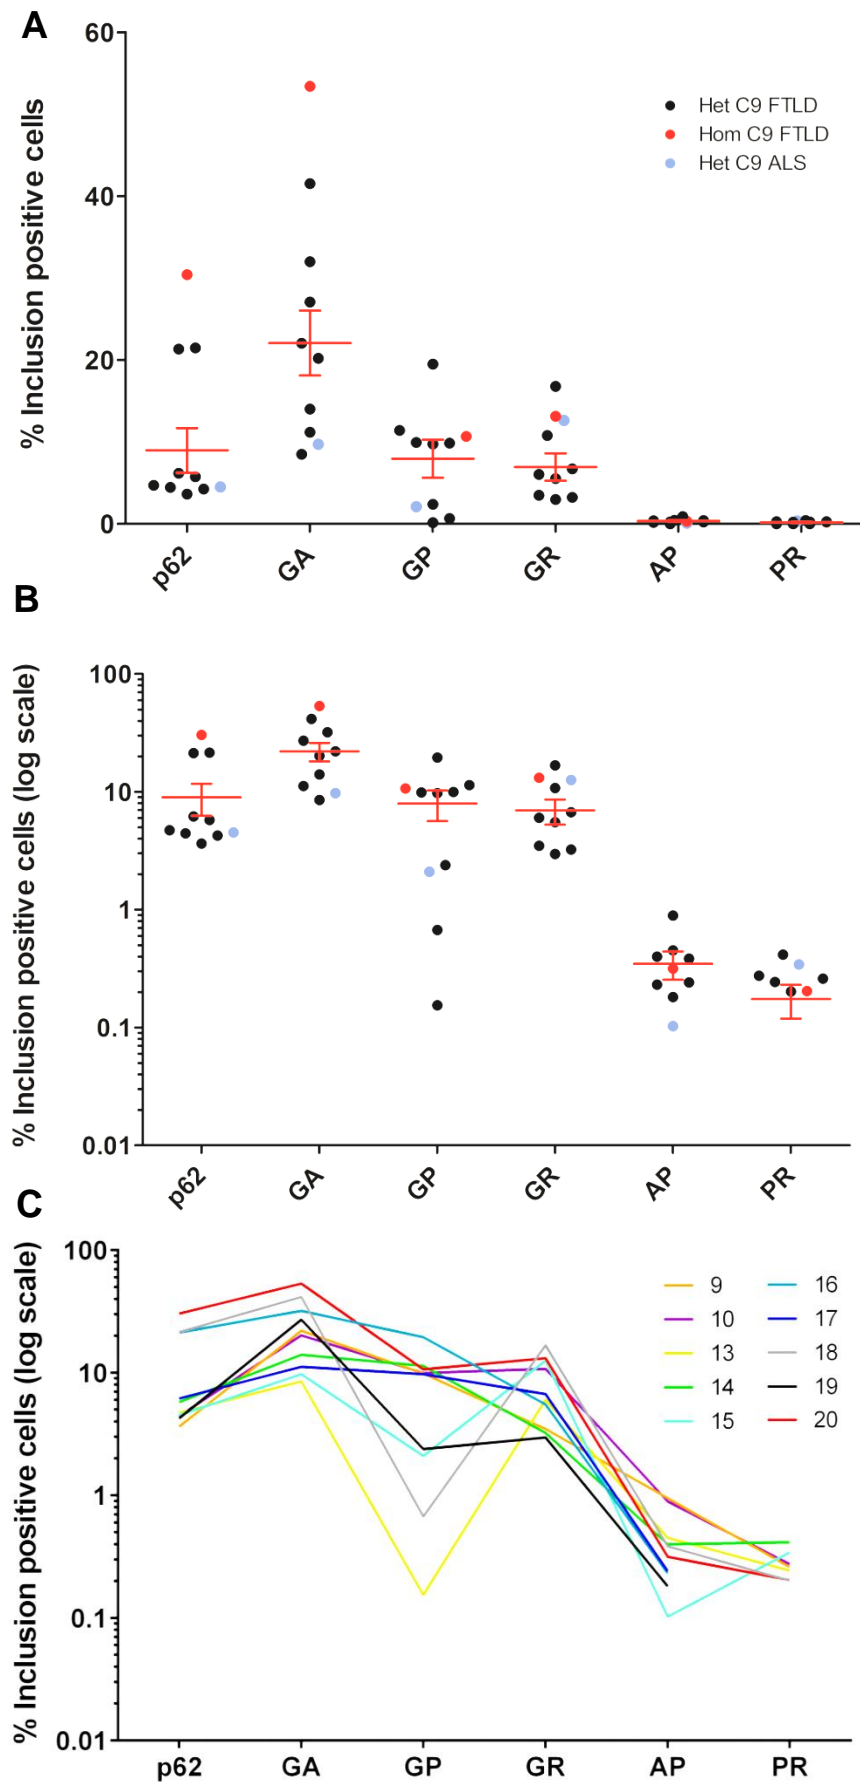 A
% Inclusion positive cells
60
40
20
0
Het C9 FTLD
Hom C9 FTLD
Het C9 ALS
p62
GA
GP
GR
AP
PR
B
% Inclusion positive cells (log scale)
100
10
1
0.1
0.01
p62
GA
GP
GR
AP
PR
C
% Inclusion positive cells (log scale)
100
10
1
0.1
0.01
9
10
13
14
15
16
17
18
19
20
p62
GA
GP
GR
AP
PR